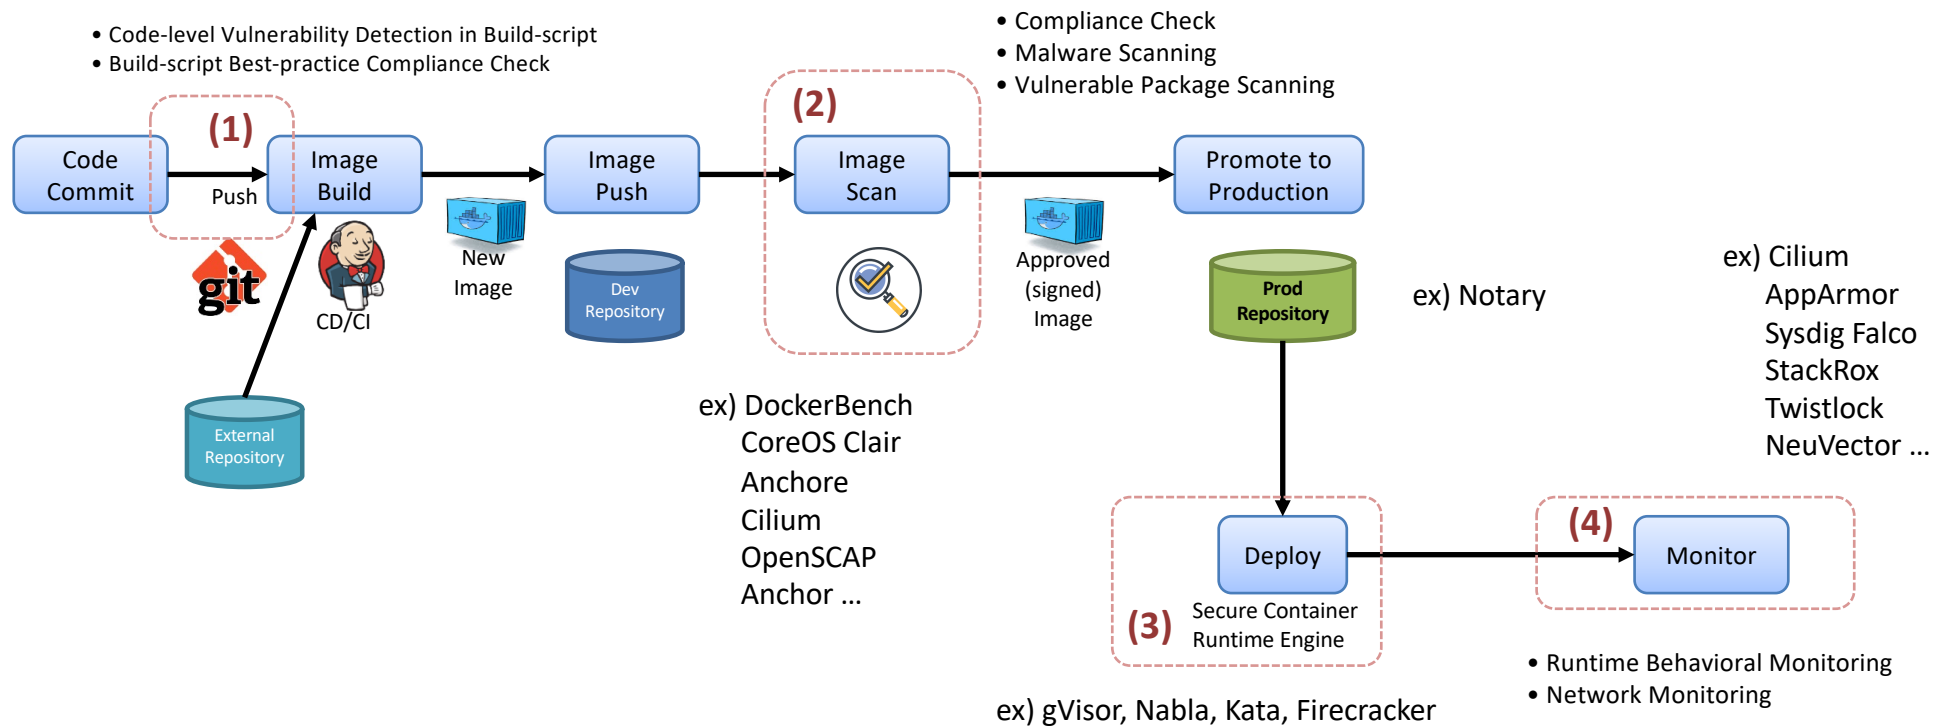 • Code-level Vulnerability Detection in Build-script
• Build-script Best-practice Compliance Check
• Compliance Check
• Malware Scanning
• Vulnerable Package Scanning
(1)
(2)
Code
Commit
Push
Image
Build
Image
Push
Image
Scan
Promote to
Production
git
CD/CI
New
Image
Dev
Repository
Approved
(signed)
Image
Prod
Repository
ex) Notary
ex) Cilium
AppArmor
Sysdig Falco
StackRox
Twistlock
NeuVector ...
External
Repository
ex) DockerBench
CoreOS Clair
Anchore
Cilium
OpenSCAP
Anchor ...
Deploy
(3)
Secure Container
Runtime Engine
(4)
Monitor
• Runtime Behavioral Monitoring
• Network Monitoring
ex) gVisor, Nabla, Kata, Firecracker